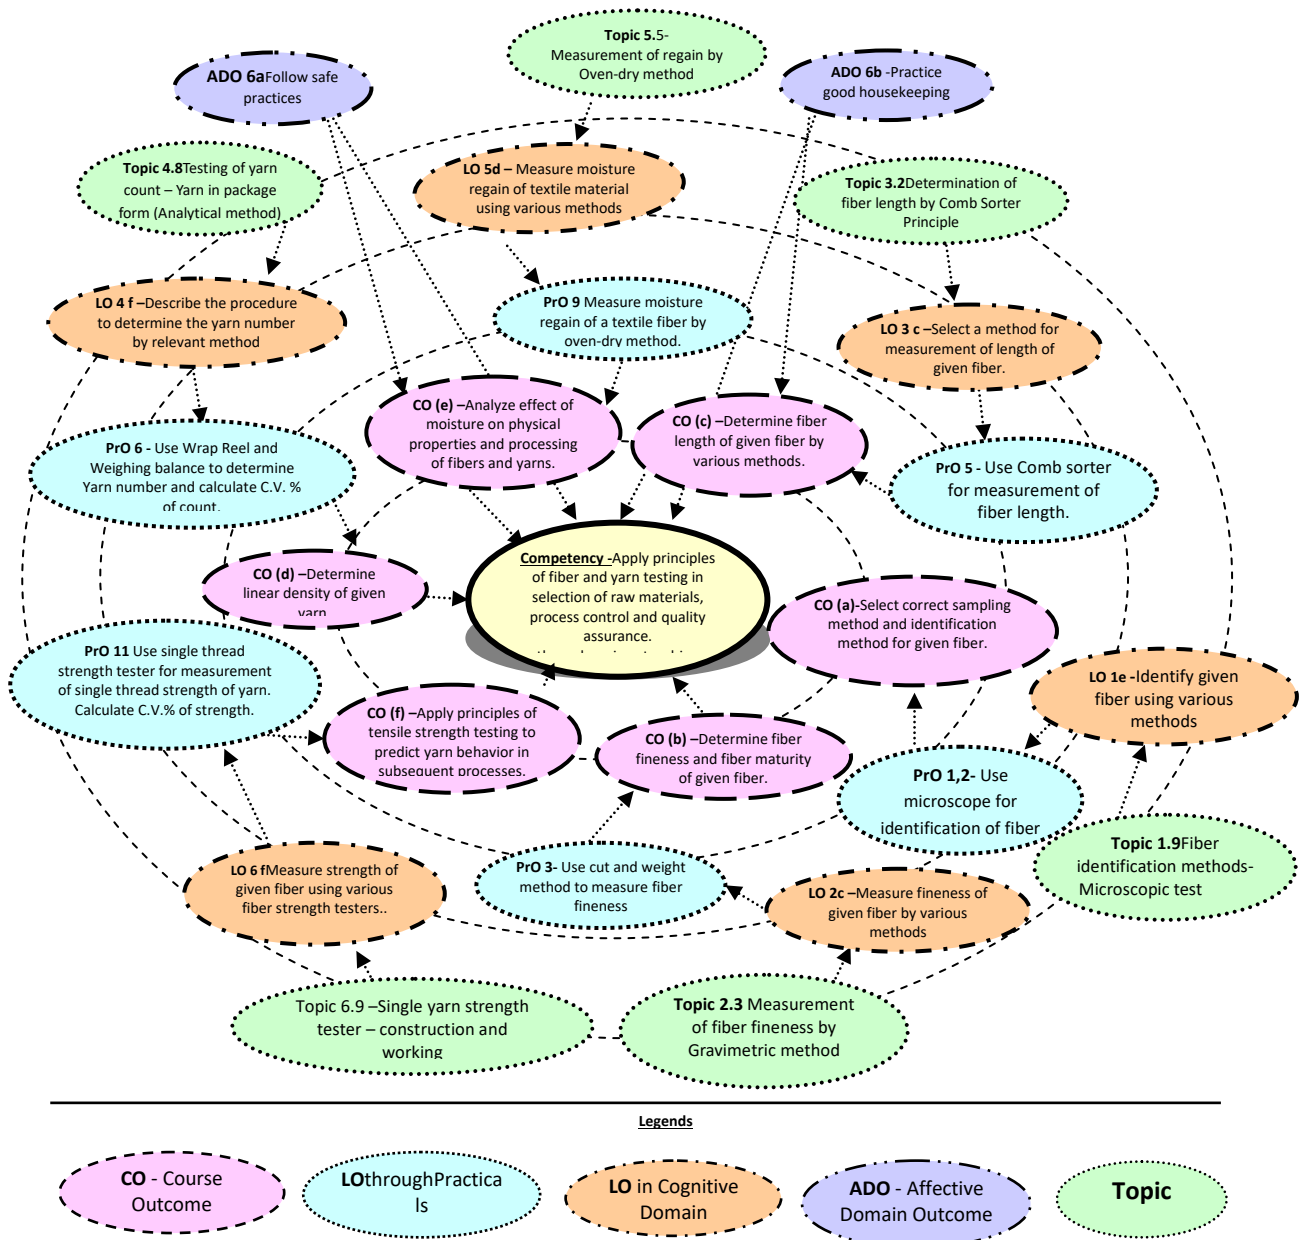 Topic 5.5-
Measurement of regain by
Oven-dry method
ADO 6aFollow safe
practices
ADO 6b -Practice
good housekeeping
Topic 4.8Testing of yarn
count – Yarn in package
form (Analytical method)
LO 5d – Measure moisture
regain of textile material
using various methods
Topic 3.2Determination of
fiber length by Comb Sorter
Principle
LO 4 f –Describe the procedure
to determine the yarn number
by relevant method
PrO 9 Measure moisture
regain of a textile fiber by
oven-dry method.
LO 3 c –Select a method for
measurement of length of
given fiber.
CO (e) –Analyze effect of
moisture on physical
properties and processing
of fibers and yarns.
CO (c) –Determine fiber
length of given fiber by
various methods.
PrO 6 - Use Wrap Reel and
Weighing balance to determine
Yarn number and calculate C.V. %
of count.
PrO 5 - Use Comb sorter
for measurement of
fiber length.
Competency -Apply principles
of fiber and yarn testing in
selection of raw materials,
process control and quality
assurance.
CO (d) –Determine
linear density of given
yarn
CO (a)-Select correct sampling
method and identification
method for given fiber.
PrO 11 Use single thread
strength tester for measurement
of single thread strength of yarn.
Calculate C.V.% of strength.
LO 1e -Identify given
fiber using various
methods
CO (f) –Apply principles of
tensile strength testing to
predict yarn behavior in
subsequent processes.
CO (b) –Determine fiber
fineness and fiber maturity
of given fiber.
PrO 1,2- Use
microscope for
identification of fiber
Topic 1.9Fiber
identification methods-
Microscopic test
LO 6 fMeasure strength of
given fiber using various
fiber strength testers..
PrO 3- Use cut and weight
method to measure fiber
fineness
LO 2c –Measure fineness of
given fiber by various
methods
Topic 6.9 –Single yarn strength
tester – construction and
working
Topic 2.3 Measurement
of fiber fineness by
Gravimetric method
Legends
CO - Course
Outcome
LOthroughPractica
ls
LO in Cognitive
Domain
ADO - Affective
Domain Outcome
Topic